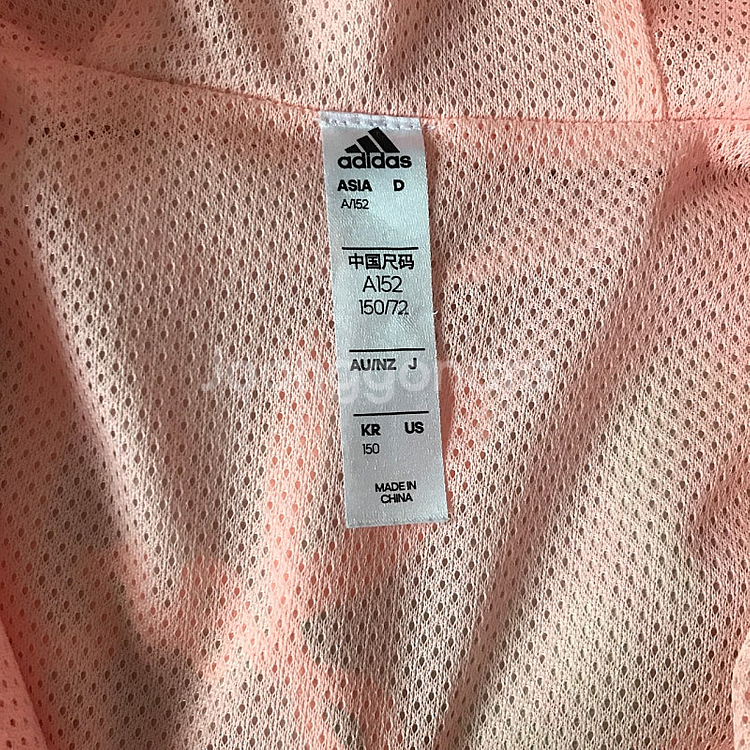 adidas
ASIA D
A/152
中国尺码
A152
150/72
AU/NZ J
KR US
150
MADE IN
CHINA